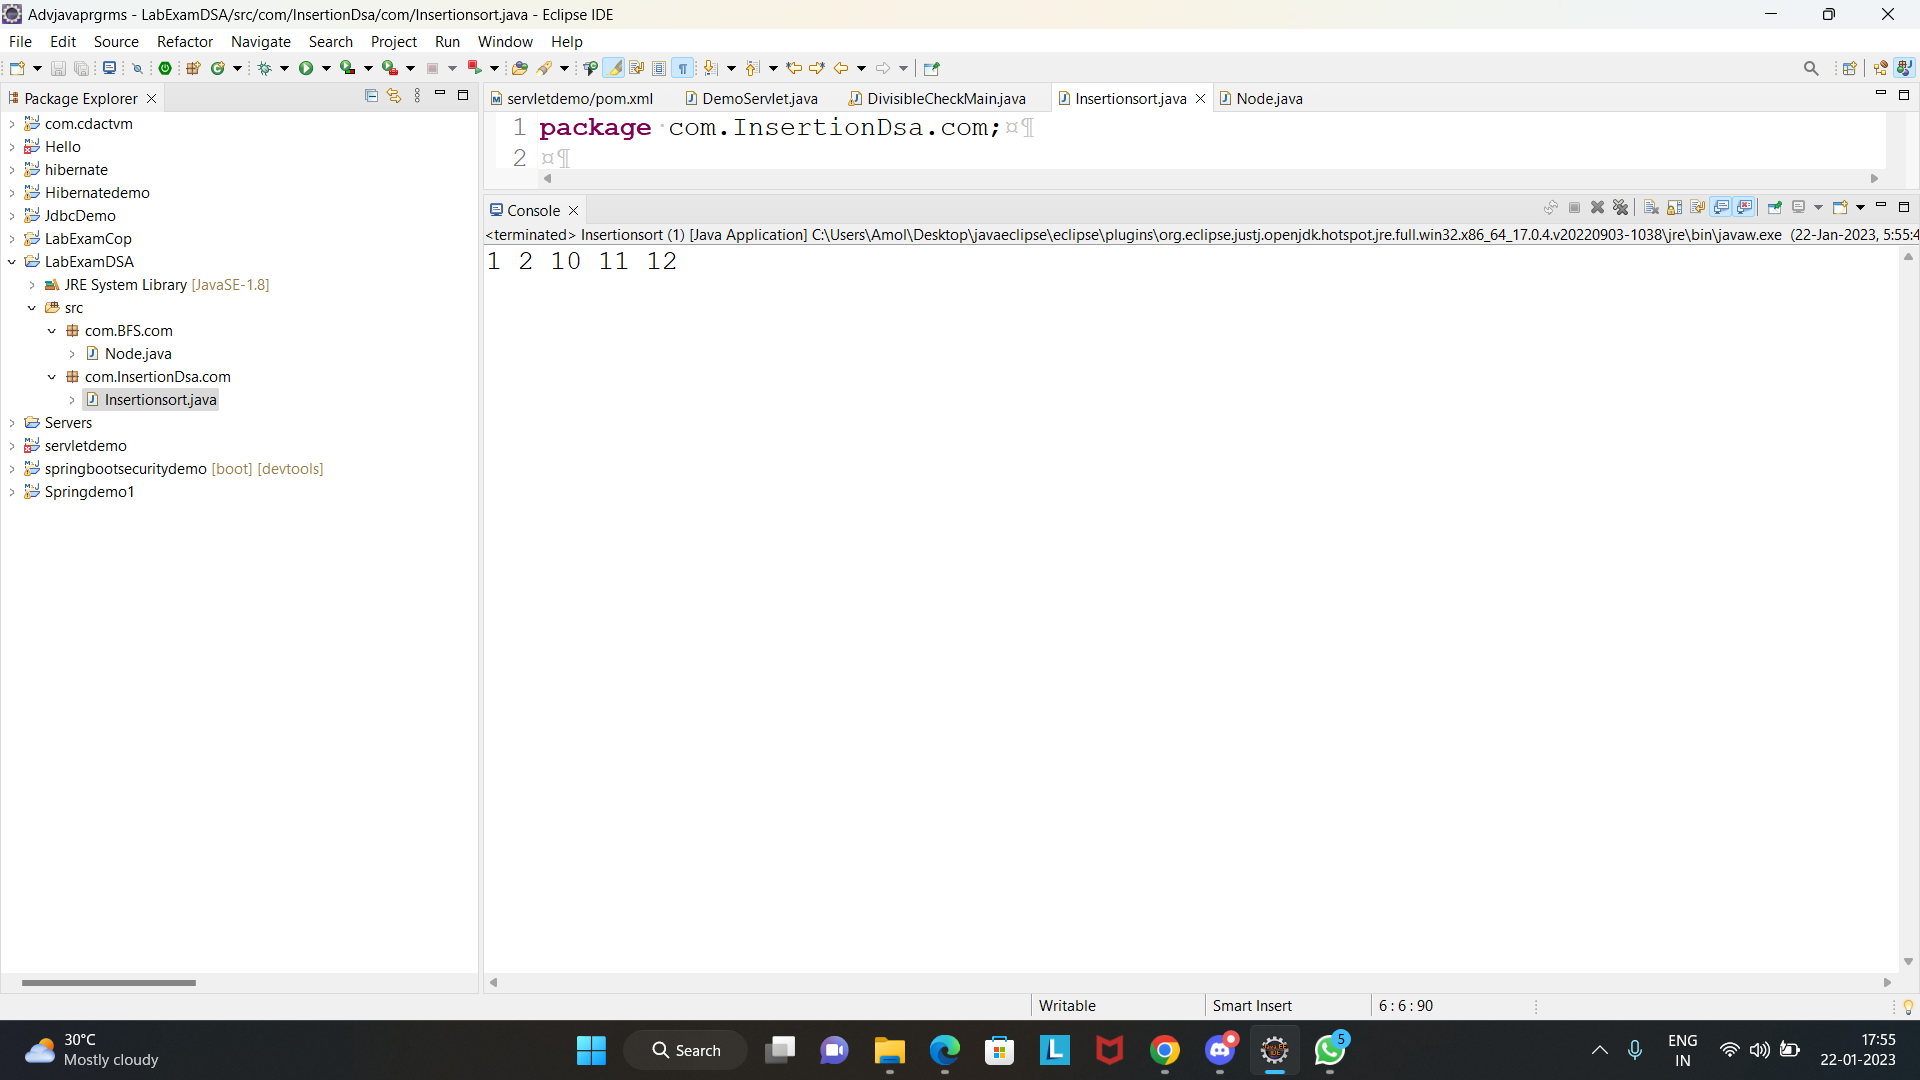 Advjavaprgrms - LabExamDSA/src/com/InsertionDsa/com/Insertionsort.java - Eclipse IDE
File Edit Source Refactor Navigate Search Project Run Window Help
Package Explorer
com.cdactvm
Hello
hibernate
Hibernatedemo
JdbcDemo
LabExamCop
LabExamDSA
JRE System Library [JavaSE-1.8]
src
com.BFS.com
Node.java
com.InsertionDsa.com
Insertionsort.java
Servers
servletdemo
springbootsecuritydemo [boot] [devtools]
Springdemo1
servletdemo/pom.xml DemoServlet.java DivisibleCheckMain.java Insertionsort.java Node.java
1 package·com.InsertionDsa.com;¤¶
2 ¤¶
Console
<terminated> Insertionsort (1) [Java Application] C:\Users\Amol\Desktop\javaeclipse\eclipse\plugins\org.eclipse.justj.openjdk.hotspot.jre.full.win32.x86_64_17.0.4.v20220903-1038\jre\bin\javaw.exe (22-Jan-2023, 5:55:4
1 2 10 11 12
Writable Smart Insert 6 : 6 : 90
30°C
Mostly cloudy
Search
5
ENG
IN
17:55
22-01-2023